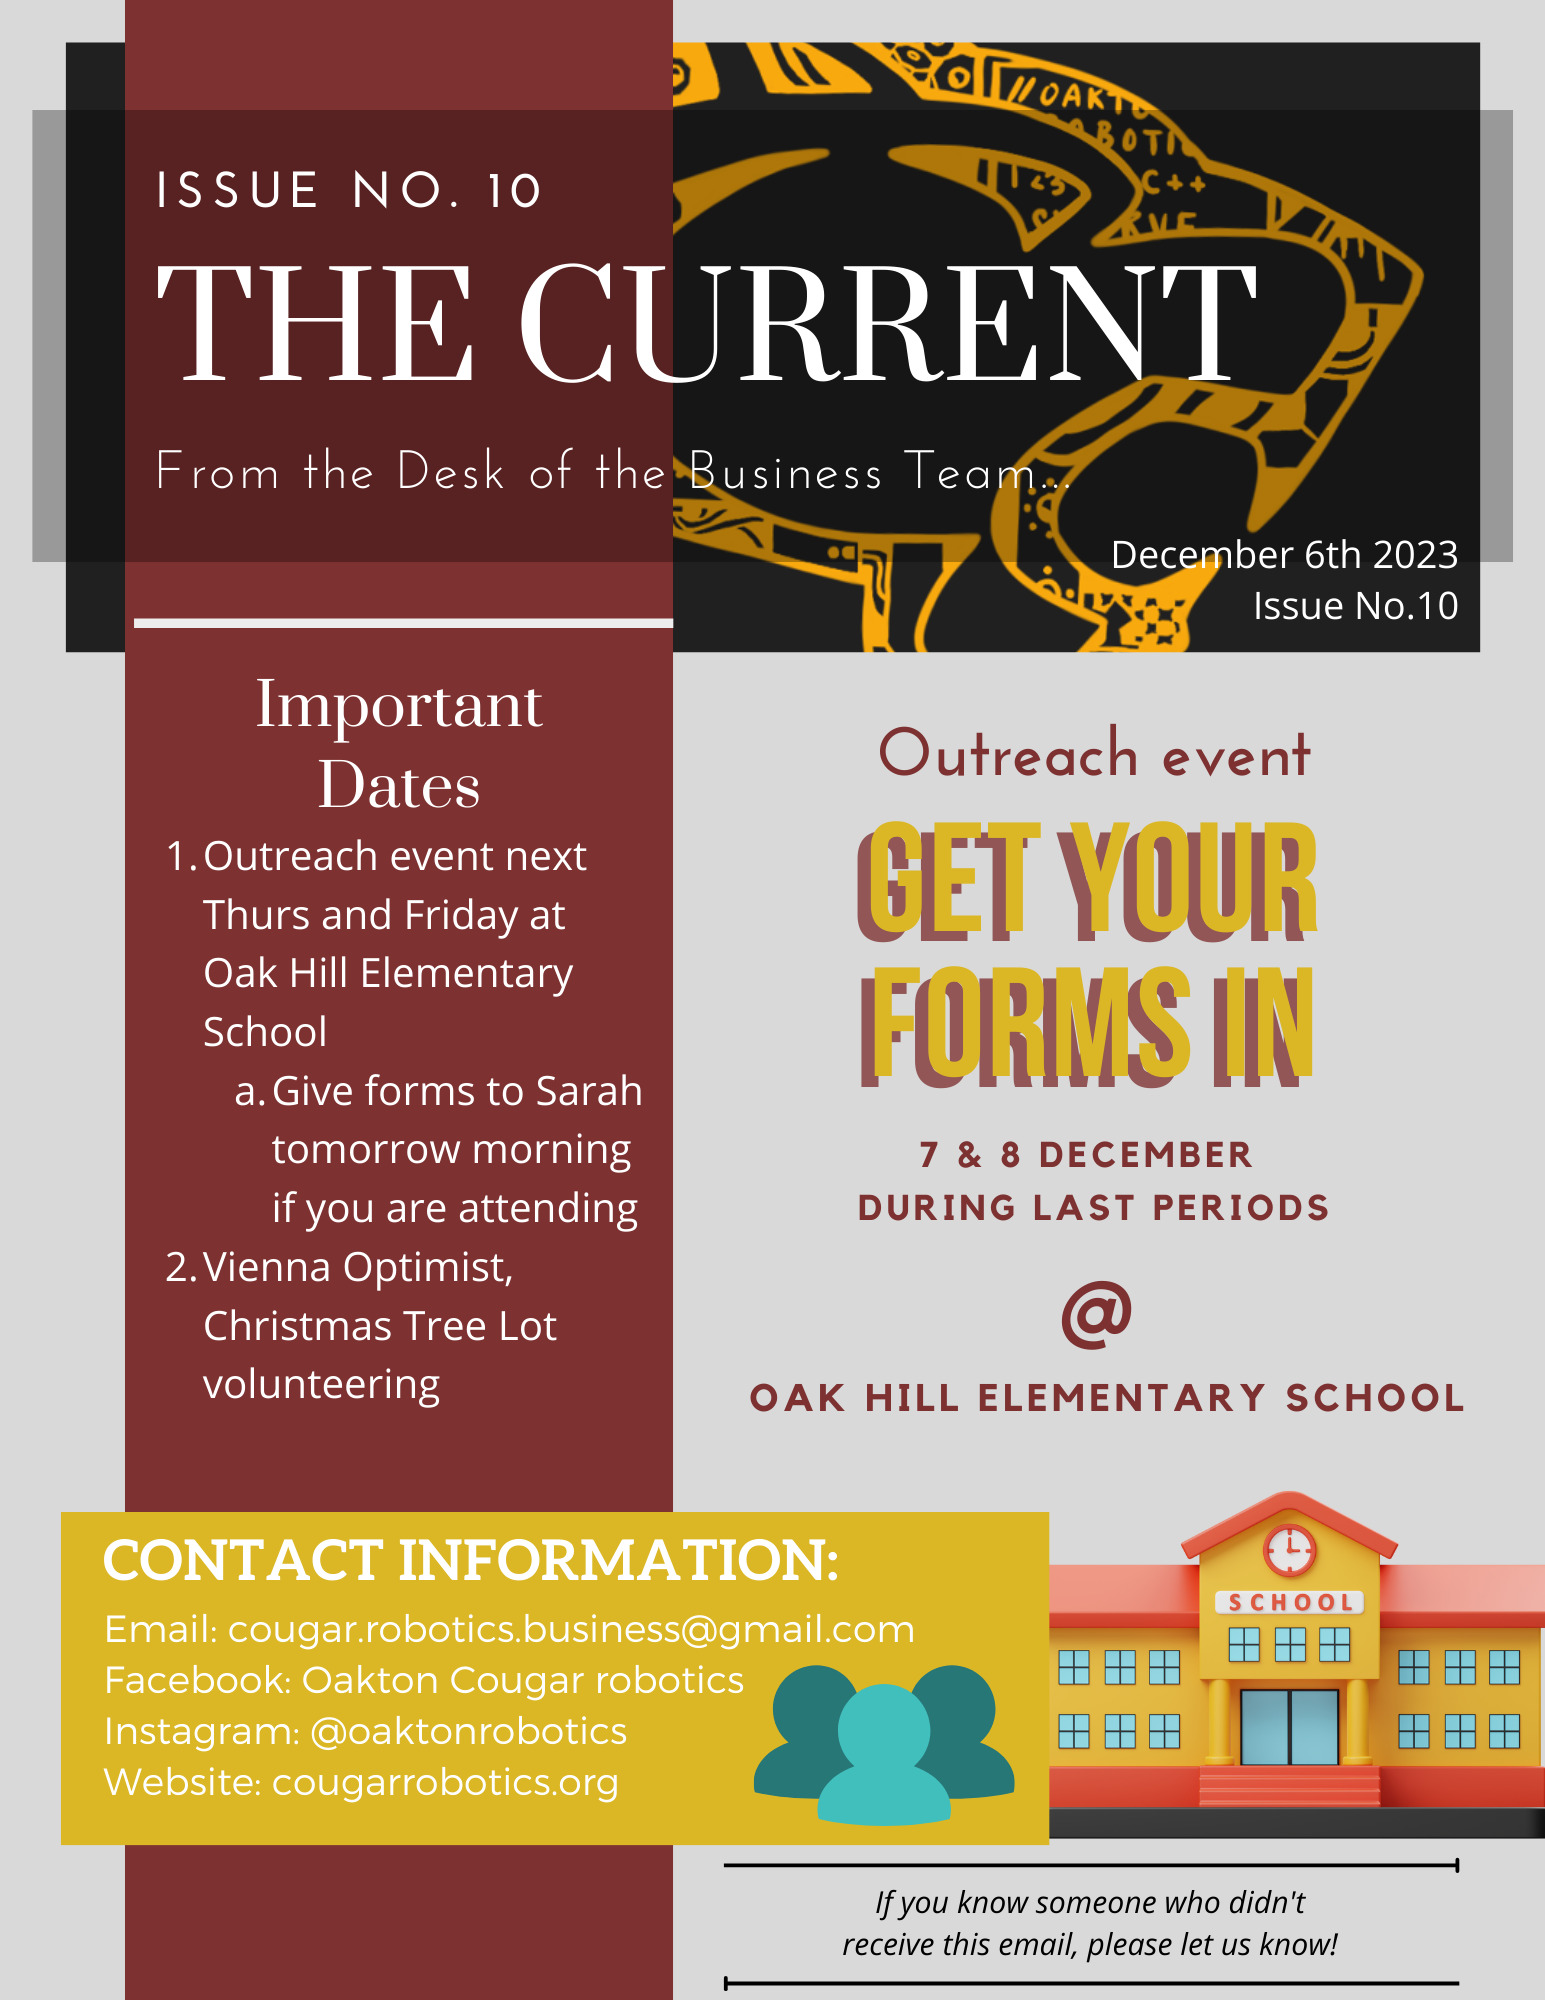 //OAKTO
ROBOTIC
C++
123
ISSUE NO. 10
THE CURRENT
From the Desk of the Business Team...
December 6th 2023
Issue No.10
Important
Dates
1. Outreach event next
Thurs and Friday at
Oak Hill Elementary
School
a. Give forms to Sarah
tomorrow morning
if you are attending
2. Vienna Optimist,
Christmas Tree Lot
volunteering
Outreach event
GET YOUR
FORMS IN
7 & 8 DECEMBER
DURING LAST PERIODS
@
OAK HILL ELEMENTARY SCHOOL
CONTACT INFORMATION:
Email: cougar.robotics.business@gmail.com
Facebook: Oakton Cougar robotics
Instagram: @oaktonrobotics
Website: cougarrobotics.org
SCHOOL
If you know someone who didn't
receive this email, please let us know!